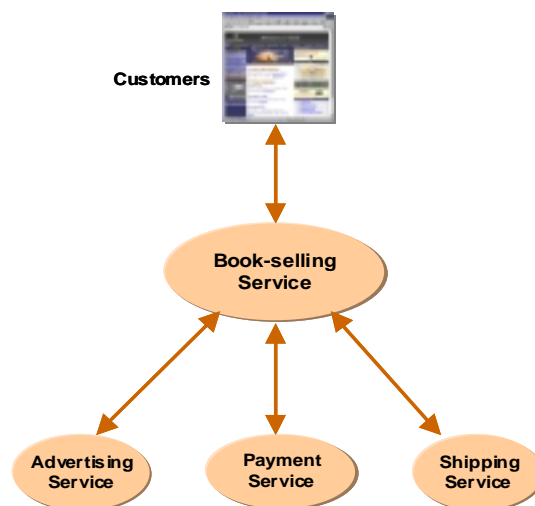 Customers
Book-selling
Service
Advertising
Service
Payment
Service
Shipping
Service